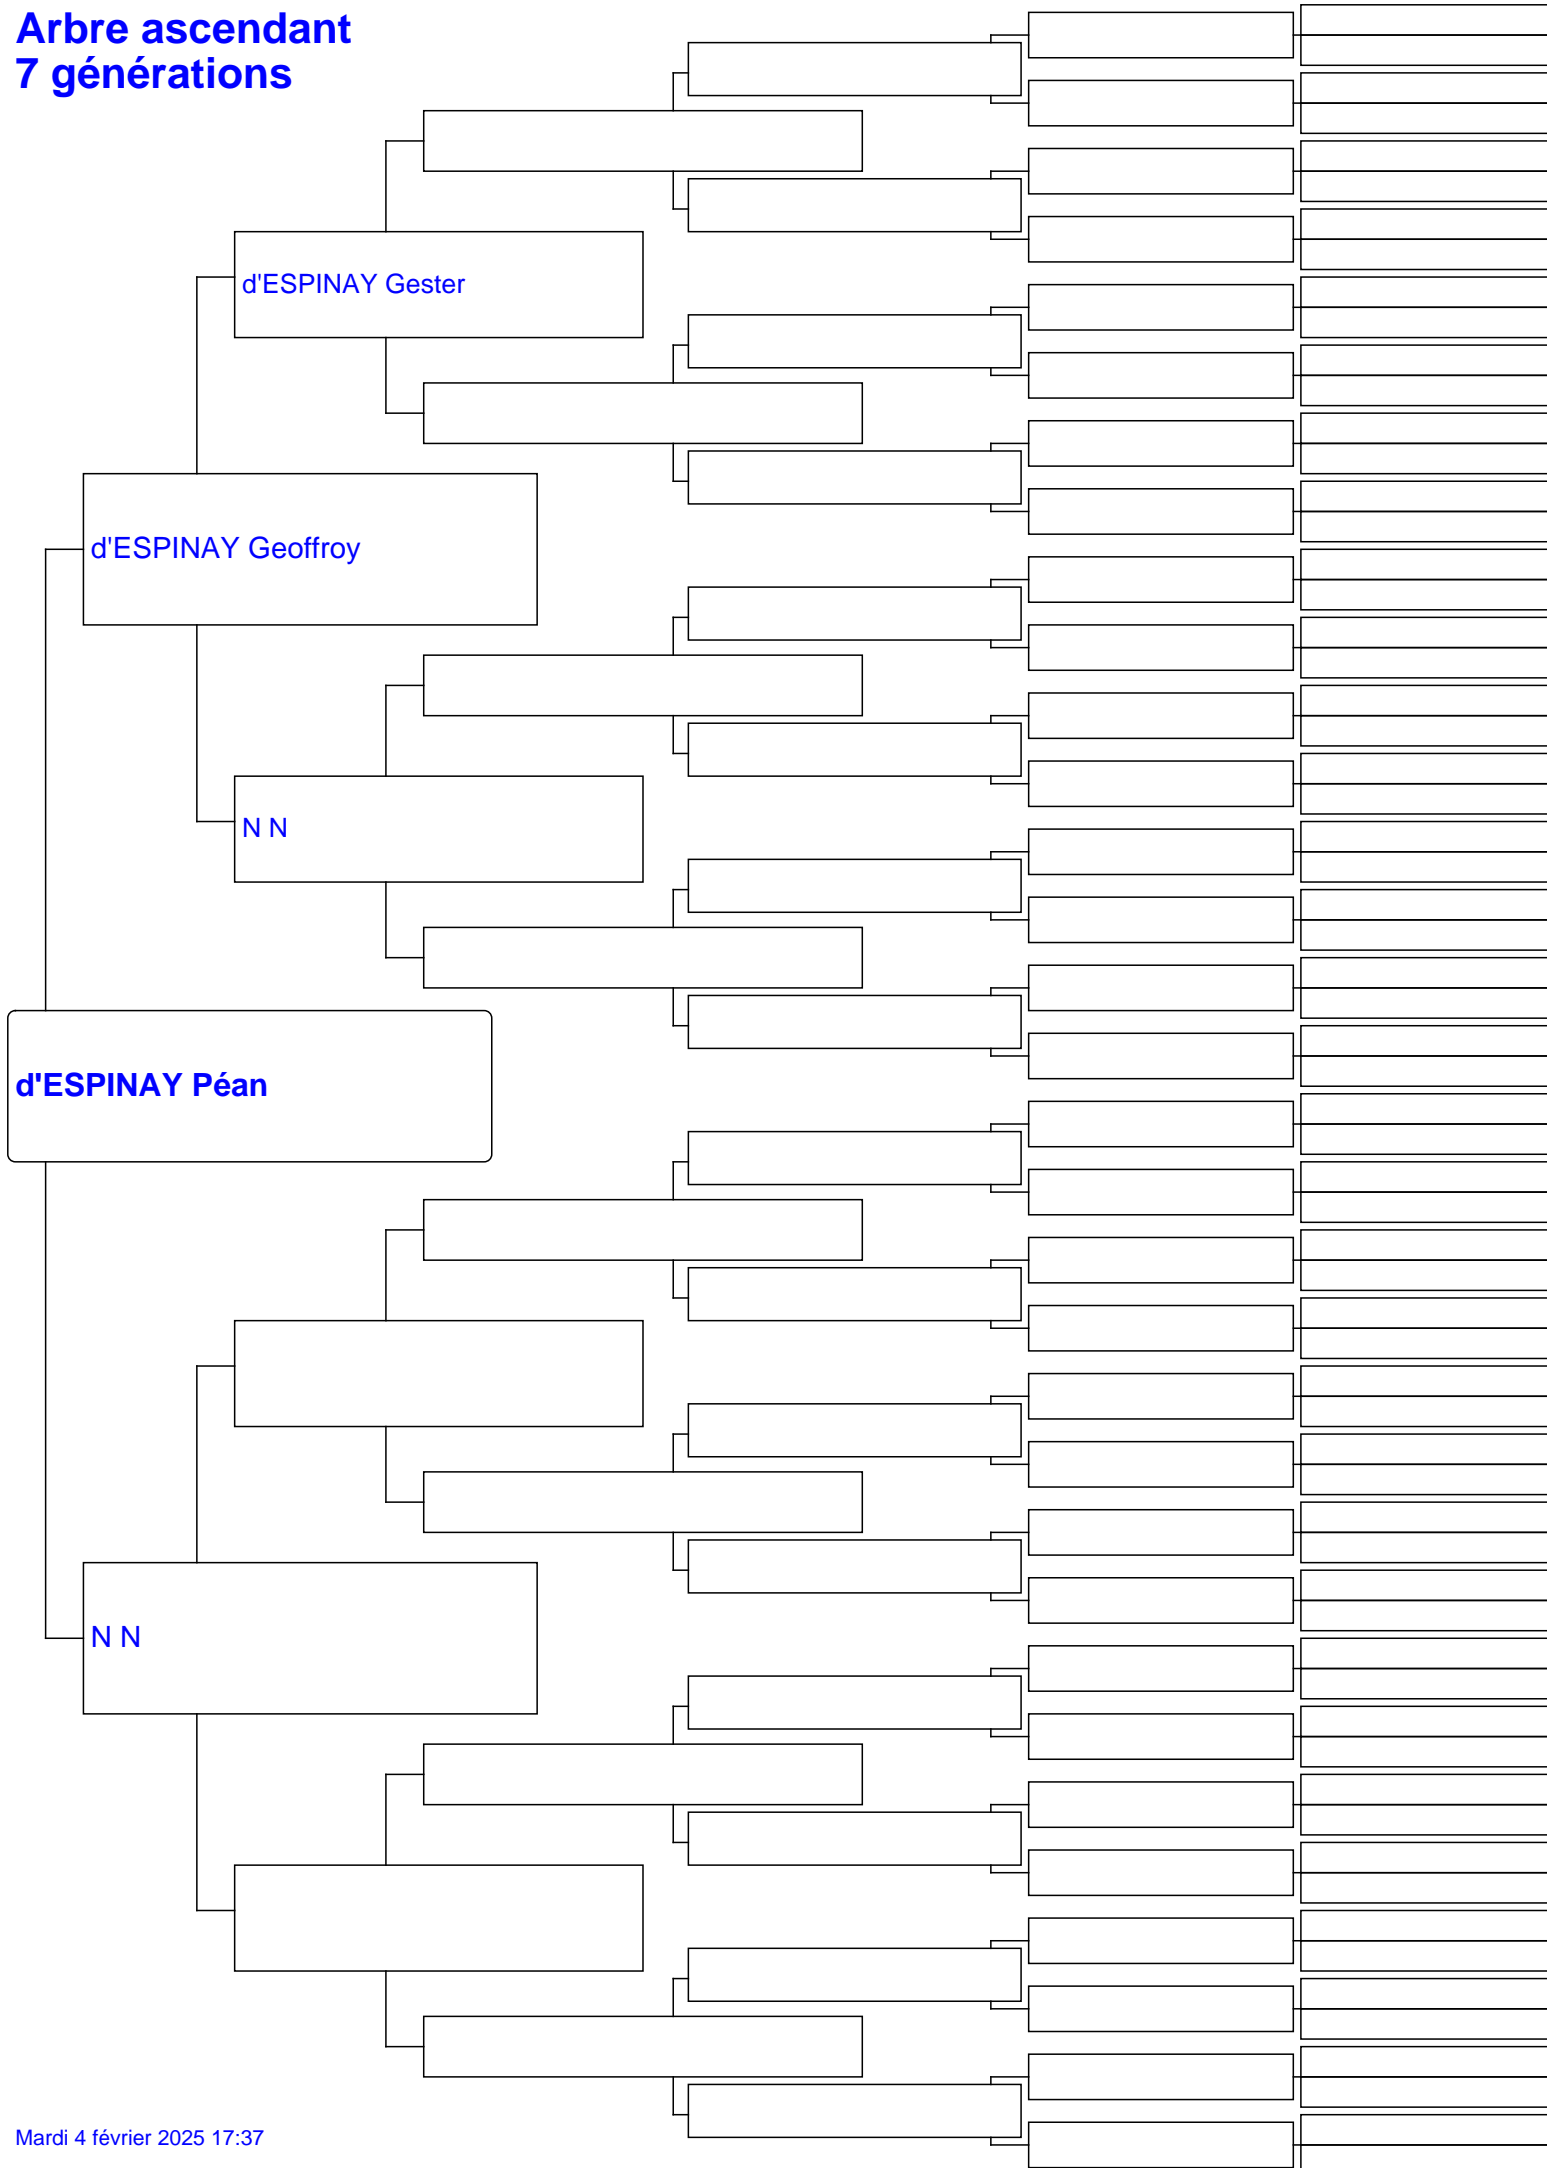 Arbre ascendant
7 générations
d'ESPINAY Gester
d'ESPINAY Geoffroy
N N
d'ESPINAY Péan
N N
Mardi 4 février 2025 17:37